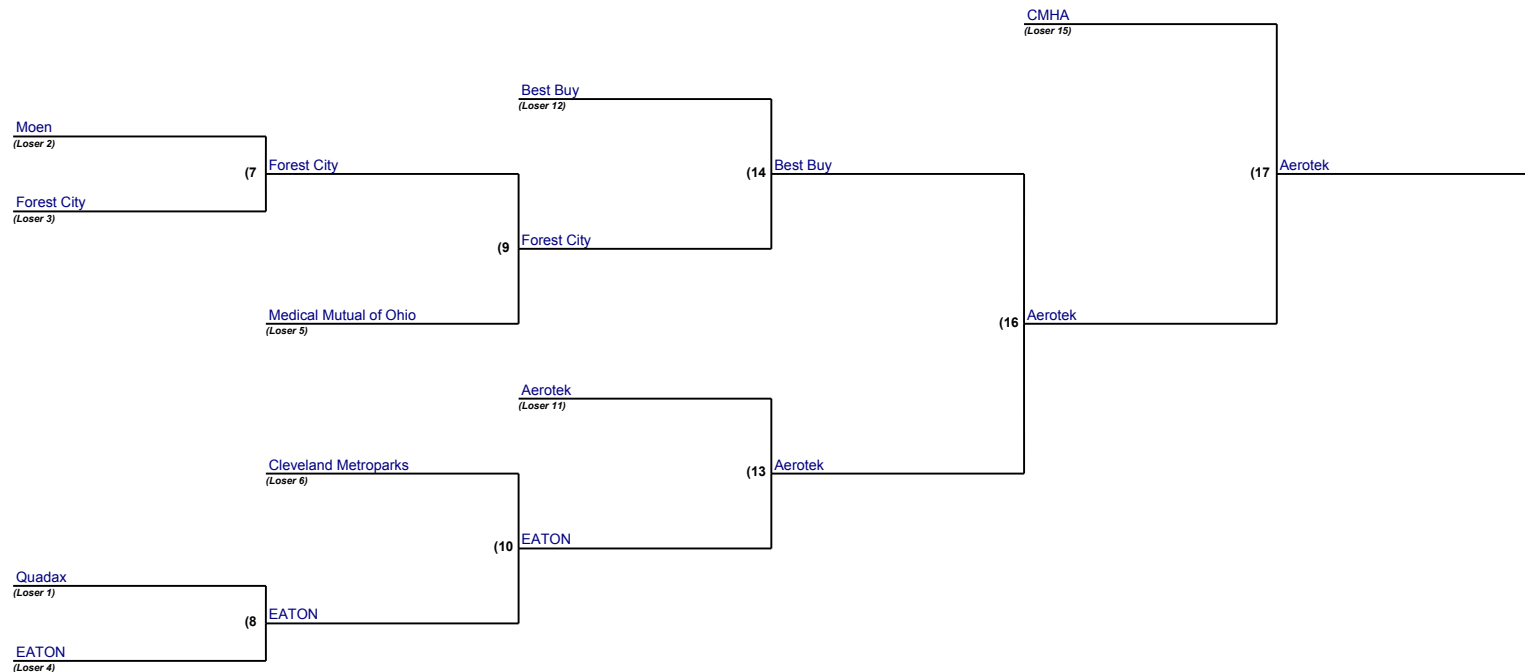 CMHA
(Loser 15)
Best Buy
(Loser 12)
Moen
(Loser 2)
(7 Forest City
(14 Best Buy
(17 Aerotek
Forest City
(Loser 3)
(9 Forest City
Medical Mutual of Ohio
(Loser 5)
(16 Aerotek
Aerotek
(Loser 11)
Cleveland Metroparks
(Loser 6)
(13 Aerotek
(10 EATON
Quadax
(Loser 1)
(8 EATON
EATON
(Loser 4)